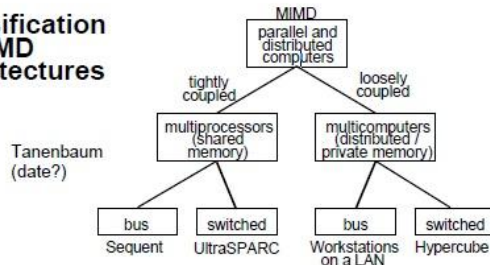 ification
MD
tectures
MIMD
parallel and
distributed
computers
tightly
coupled
loosely
coupled
multiprocessors
(shared
memory)
multicomputers
(distributed /
private memory)
Tanenbaum
(date?)
bus
switched
bus
switched
Sequent
UltraSPARC
Workstations
on a LAN
Hypercube